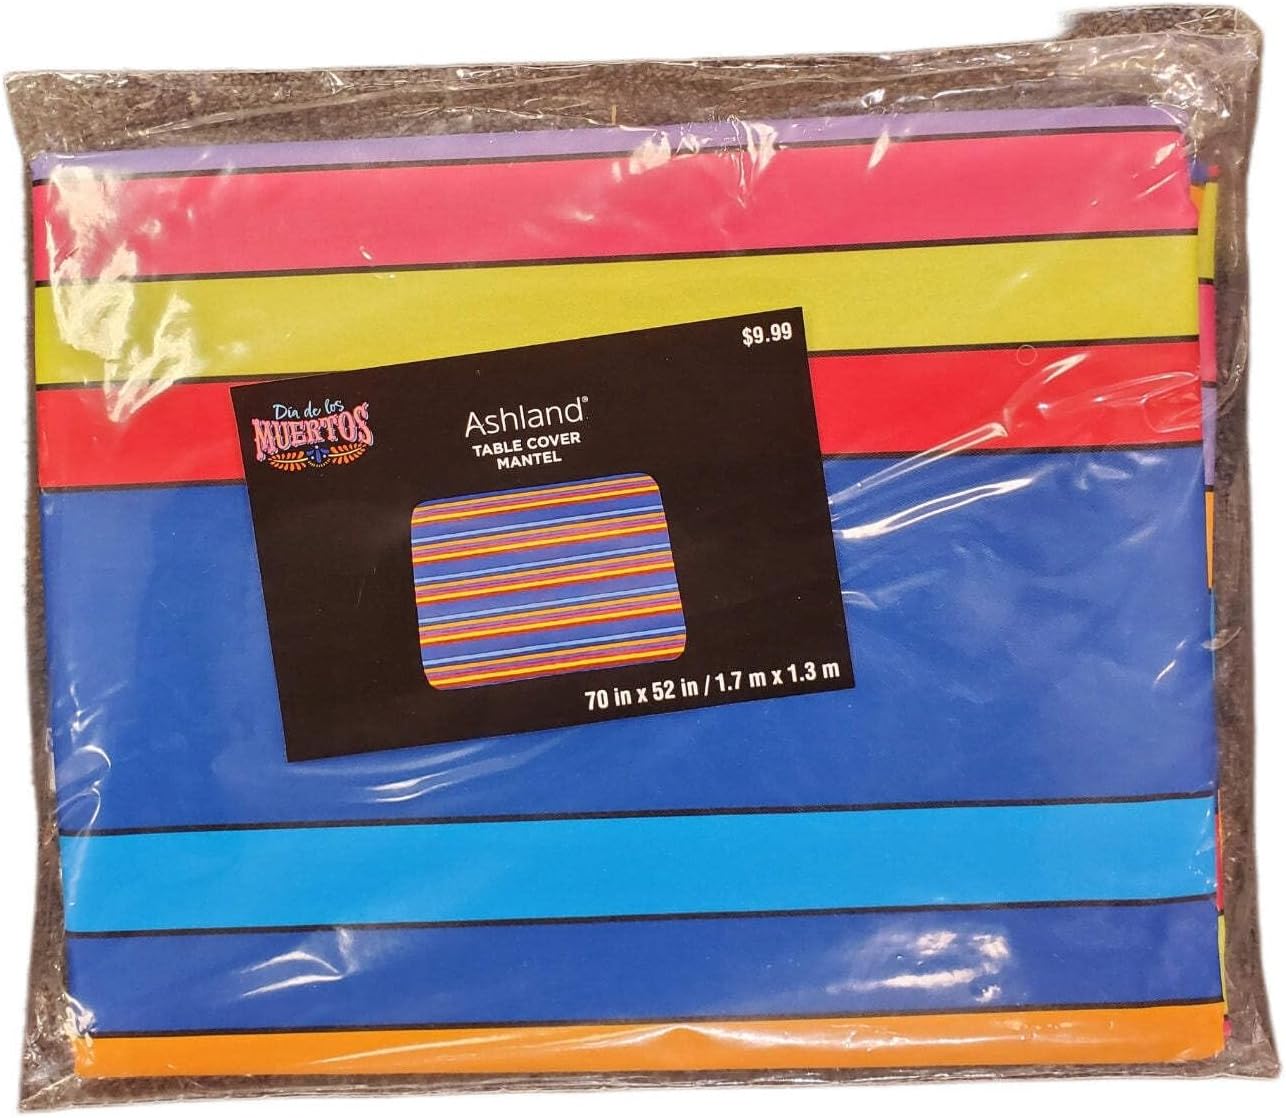 $9.99
Día de los
MUERTOS
Ashland®
TABLE COVER
MANTEL
70 in x 52 in / 1.7 m x 1.3 m